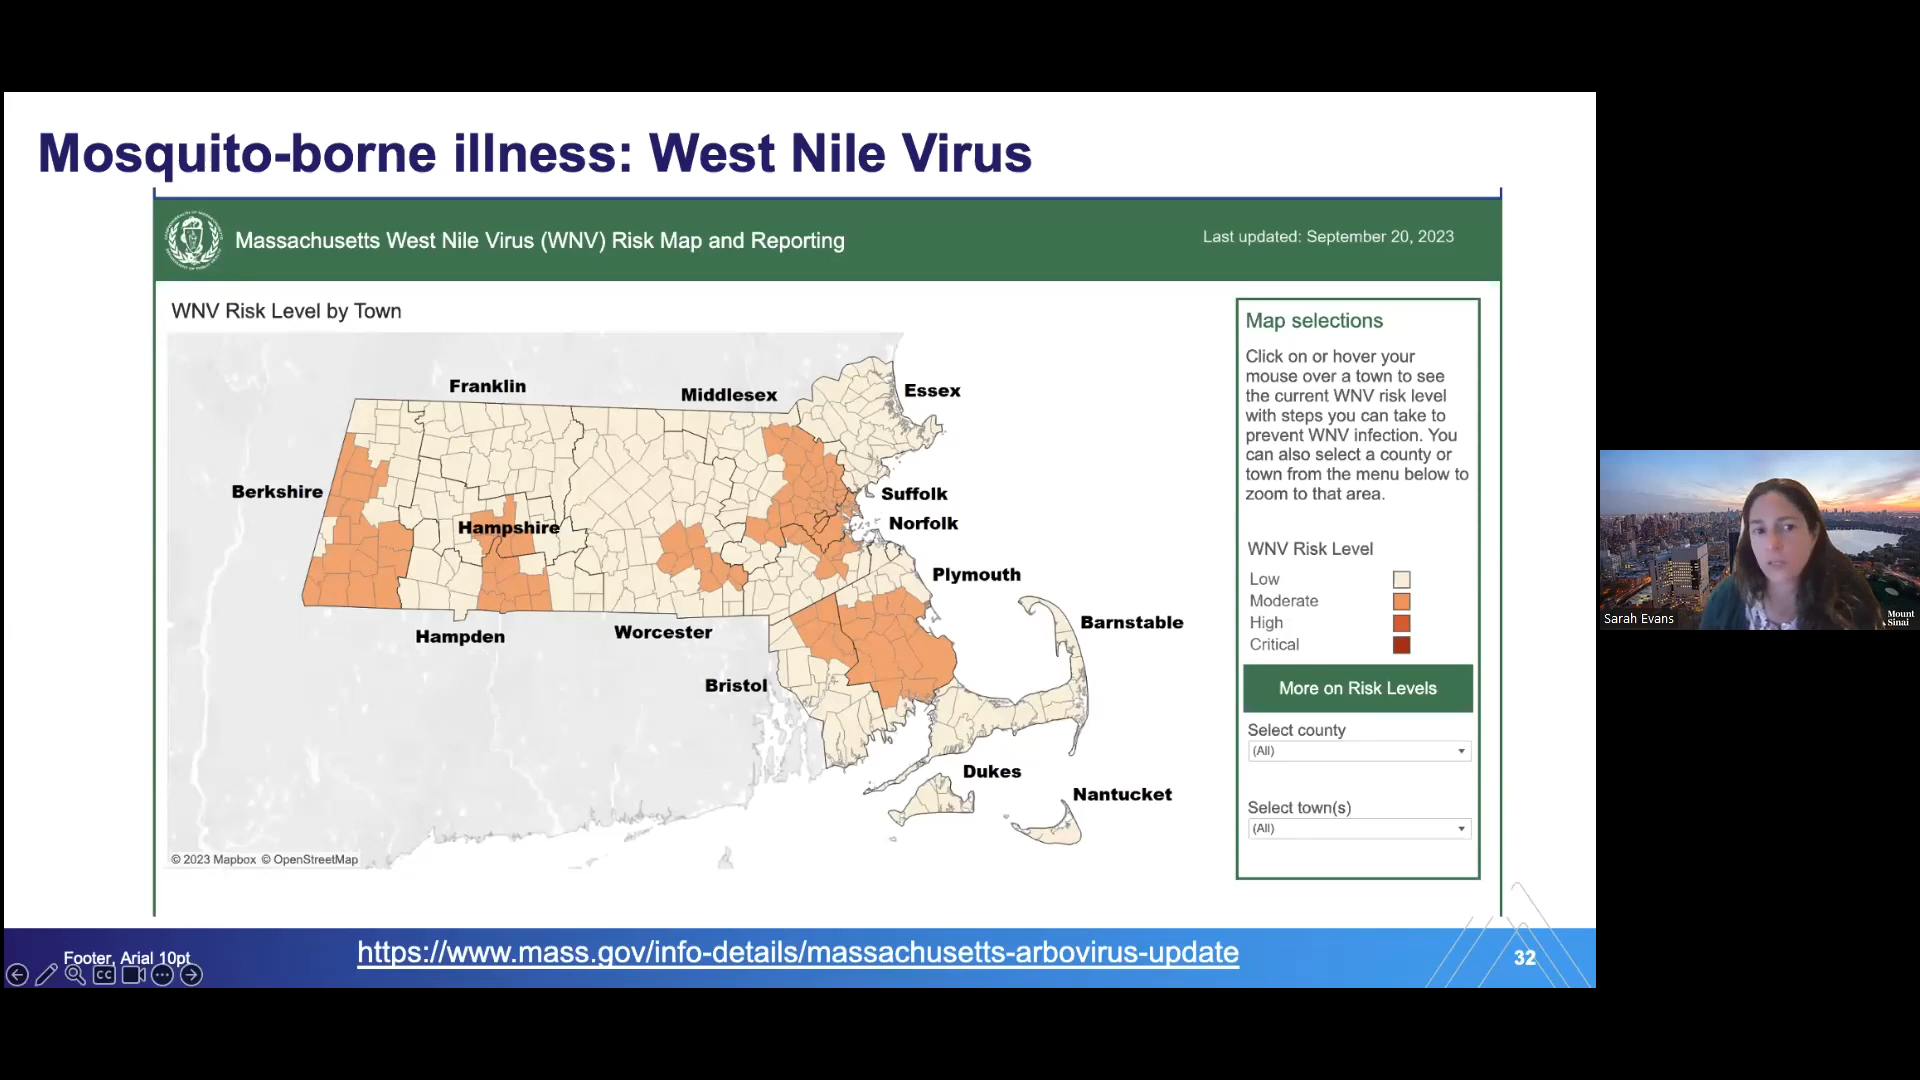 Mosquito-borne illness: West Nile Virus
Massachusetts West Nile Virus (WNV) Risk Map and Reporting
Last updated: September 20, 2023
WNV Risk Level by Town
Franklin
Middlesex
Essex
Berkshire
Hampshire
Suffolk
Norfolk
Plymouth
Barnstable
Hampden
Worcester
Bristol
Dukes
Nantucket
© 2023 Mapbox © OpenStreetMap
Map selections
Click on or hover your
mouse over a town to see
the current WNV risk level
with steps you can take to
prevent WNV infection. You
can also select a county or
town from the menu below to
zoom to that area.
WNV Risk Level
Low
Moderate
High
Critical
More on Risk Levels
Select county
(All)
Select town(s)
(All)
Footer, Arial 10pt
CC
https://www.mass.gov/info-details/massachusetts-arbovirus-update
32
Sarah Evans
Mount
Sinai